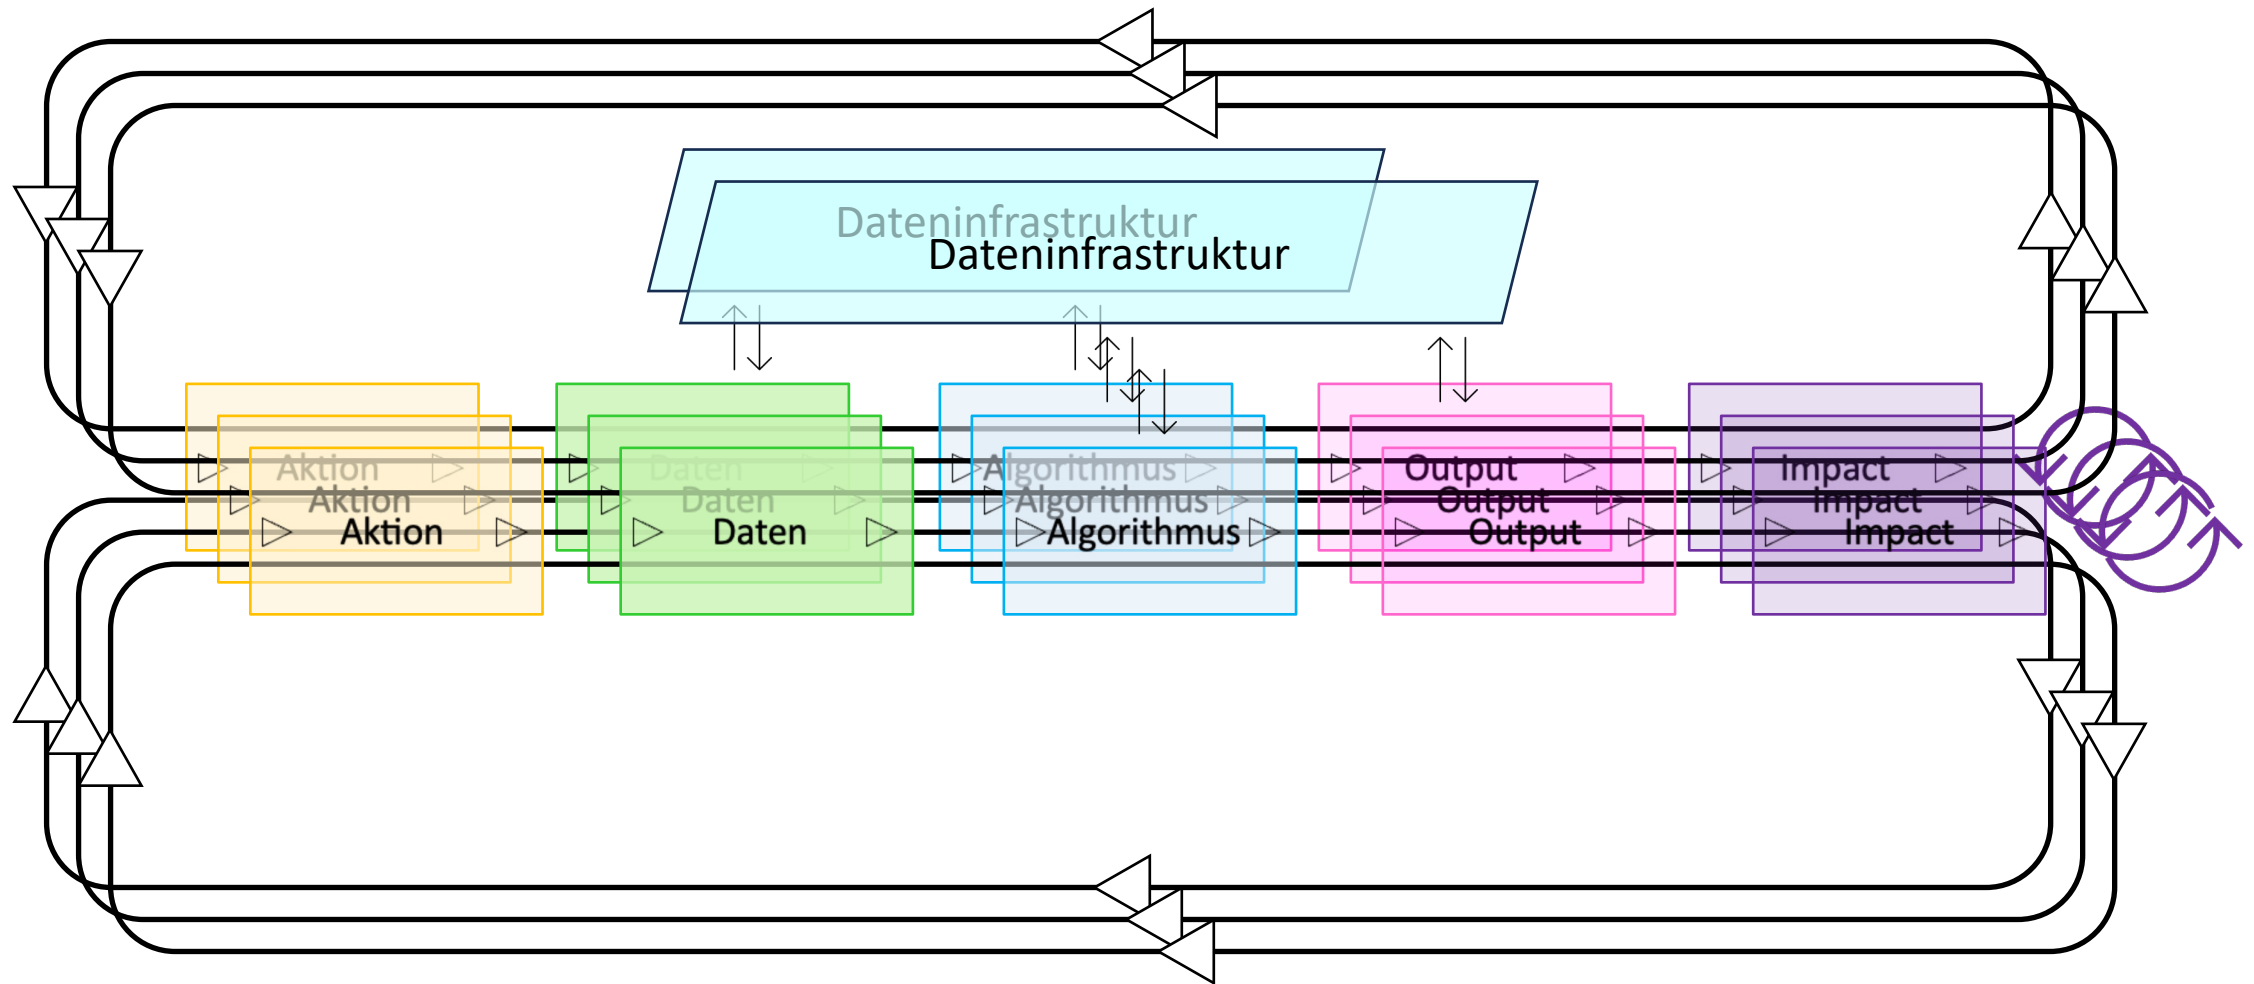 Dateninfrastruktur
Dateninfrastruktur
Aktion
Daten
Algorithmus
Output
Impact
Aktion
Daten
Algorithmus
Output
Impact
Aktion
Daten
Algorithmus
Output
Impact